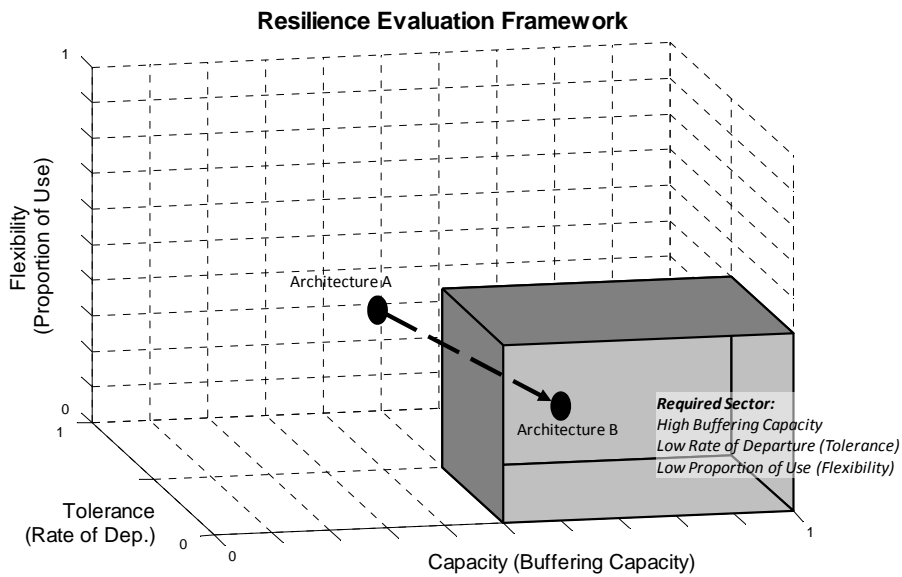 Resilience Evaluation Framework
1
Flexibility
(Proportion of Use)
Architecture A
Architecture B
Required Sector:
High Buffering Capacity
Low Rate of Departure (Tolerance)
Low Proportion of Use (Flexibility)
0
1
Tolerance
(Rate of Dep.)
0
0
1
Capacity (Buffering Capacity)